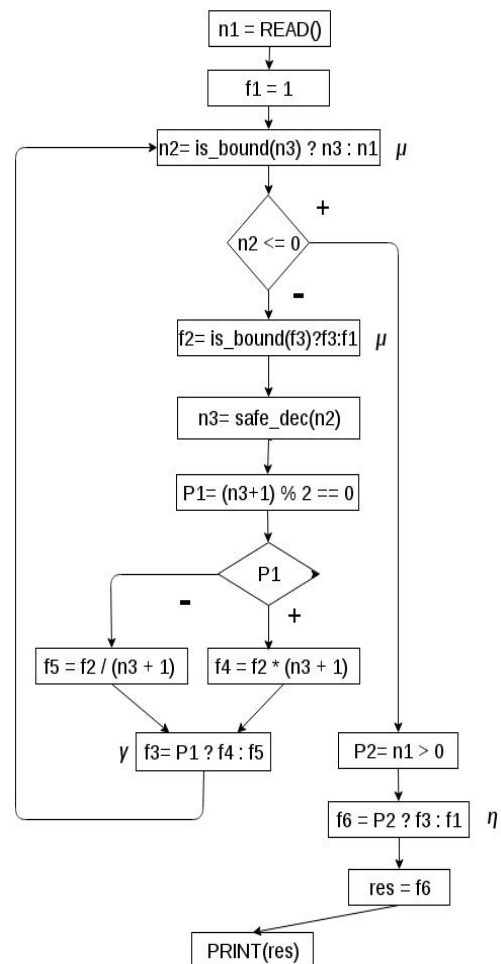 n1 = READ()
f1 = 1
n2= is_bound(n3) ? n3 : n1 μ
+
n2 <= 0
-
f2= is_bound(f3)?f3:f1 μ
n3= safe_dec(n2)
P1= (n3+1) % 2 == 0
P1
- +
f5 = f2 / (n3 + 1) f4 = f2 * (n3 + 1)
γ f3= P1 ? f4 : f5
P2= n1 > 0
f6 = P2 ? f3 : f1 η
res = f6
PRINT(res)